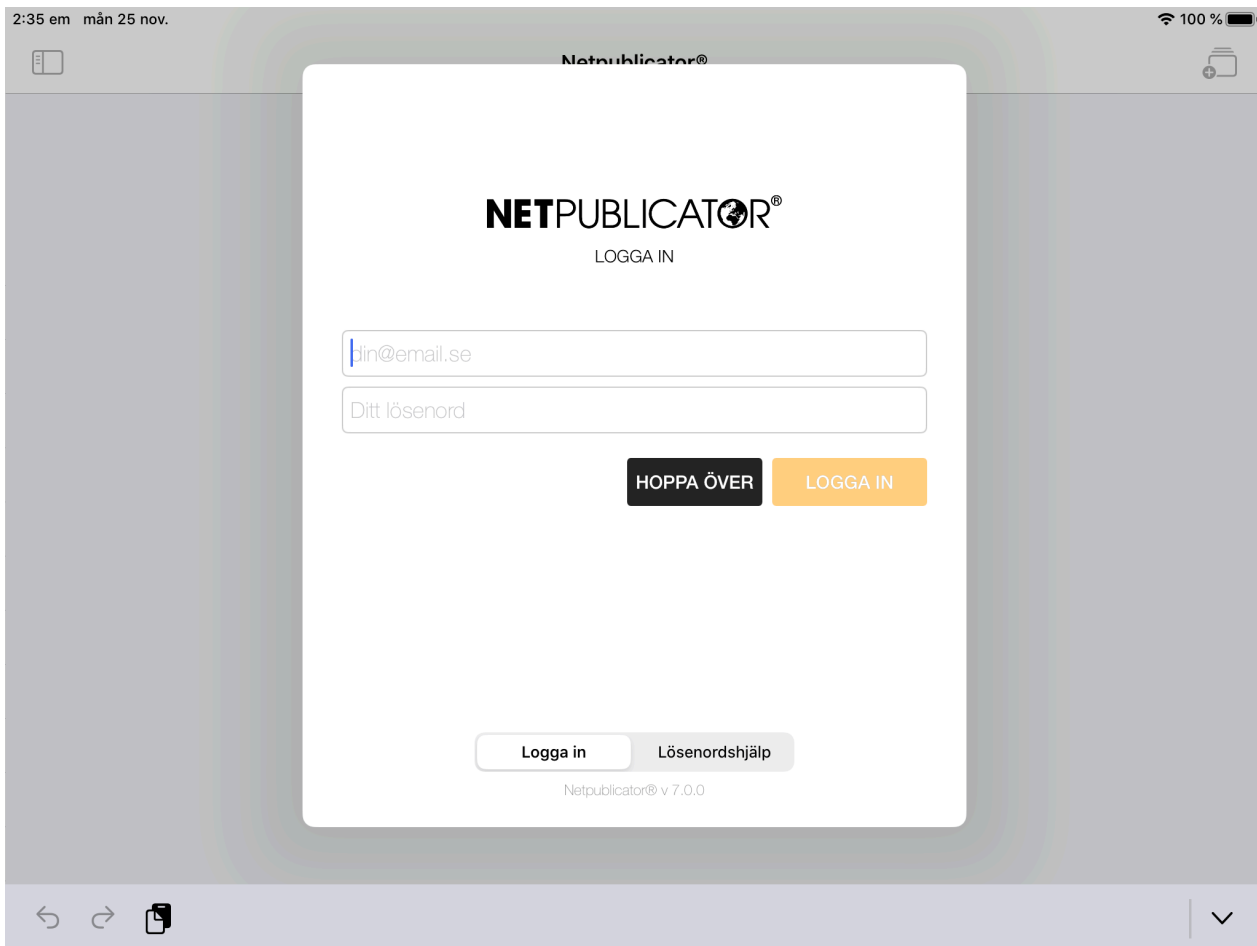 2:35 em mån 25 nov.
100 %
Netpublicator®
NETPUBLICATOR®
LOGGA IN
din@email.se
Ditt lösenord
HOPPA ÖVER
LOGGA IN
Logga in
Lösenordshjälp
Netpublicator® v 7.0.0